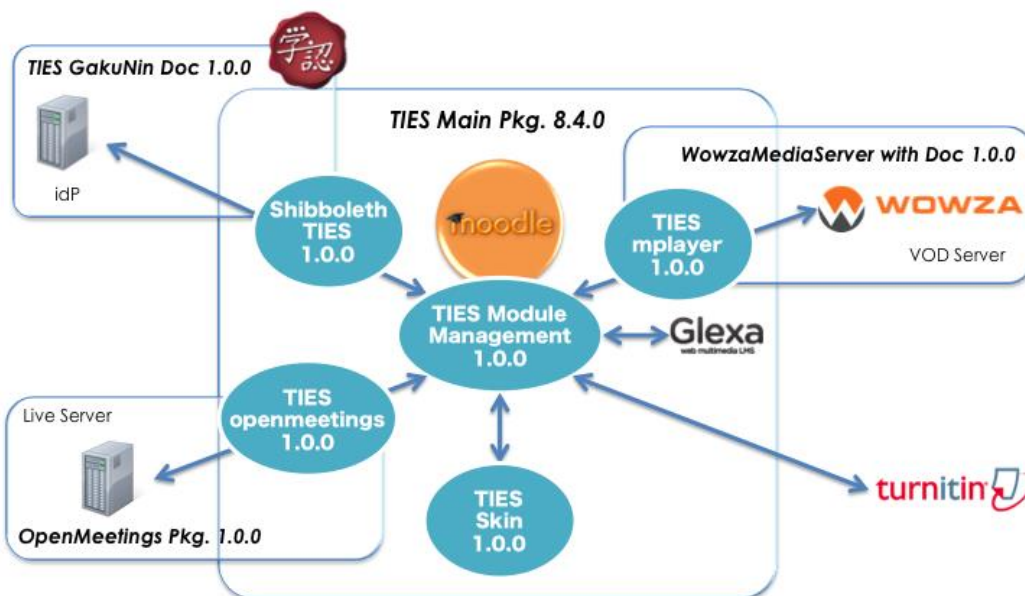 学認
TIES GakuNin Doc 1.0.0
idP
TIES Main Pkg. 8.4.0
WowzaMediaServer with Doc 1.0.0
WOWZA
VOD Server
Shibboleth
TIES
1.0.0
moodle
TIES
mplayer
1.0.0
TIES Module
Management
1.0.0
Glexa
web multimedia LMS
Live Server
TIES
openmeetings
1.0.0
OpenMeetings Pkg. 1.0.0
TIES
Skin
1.0.0
turnitin